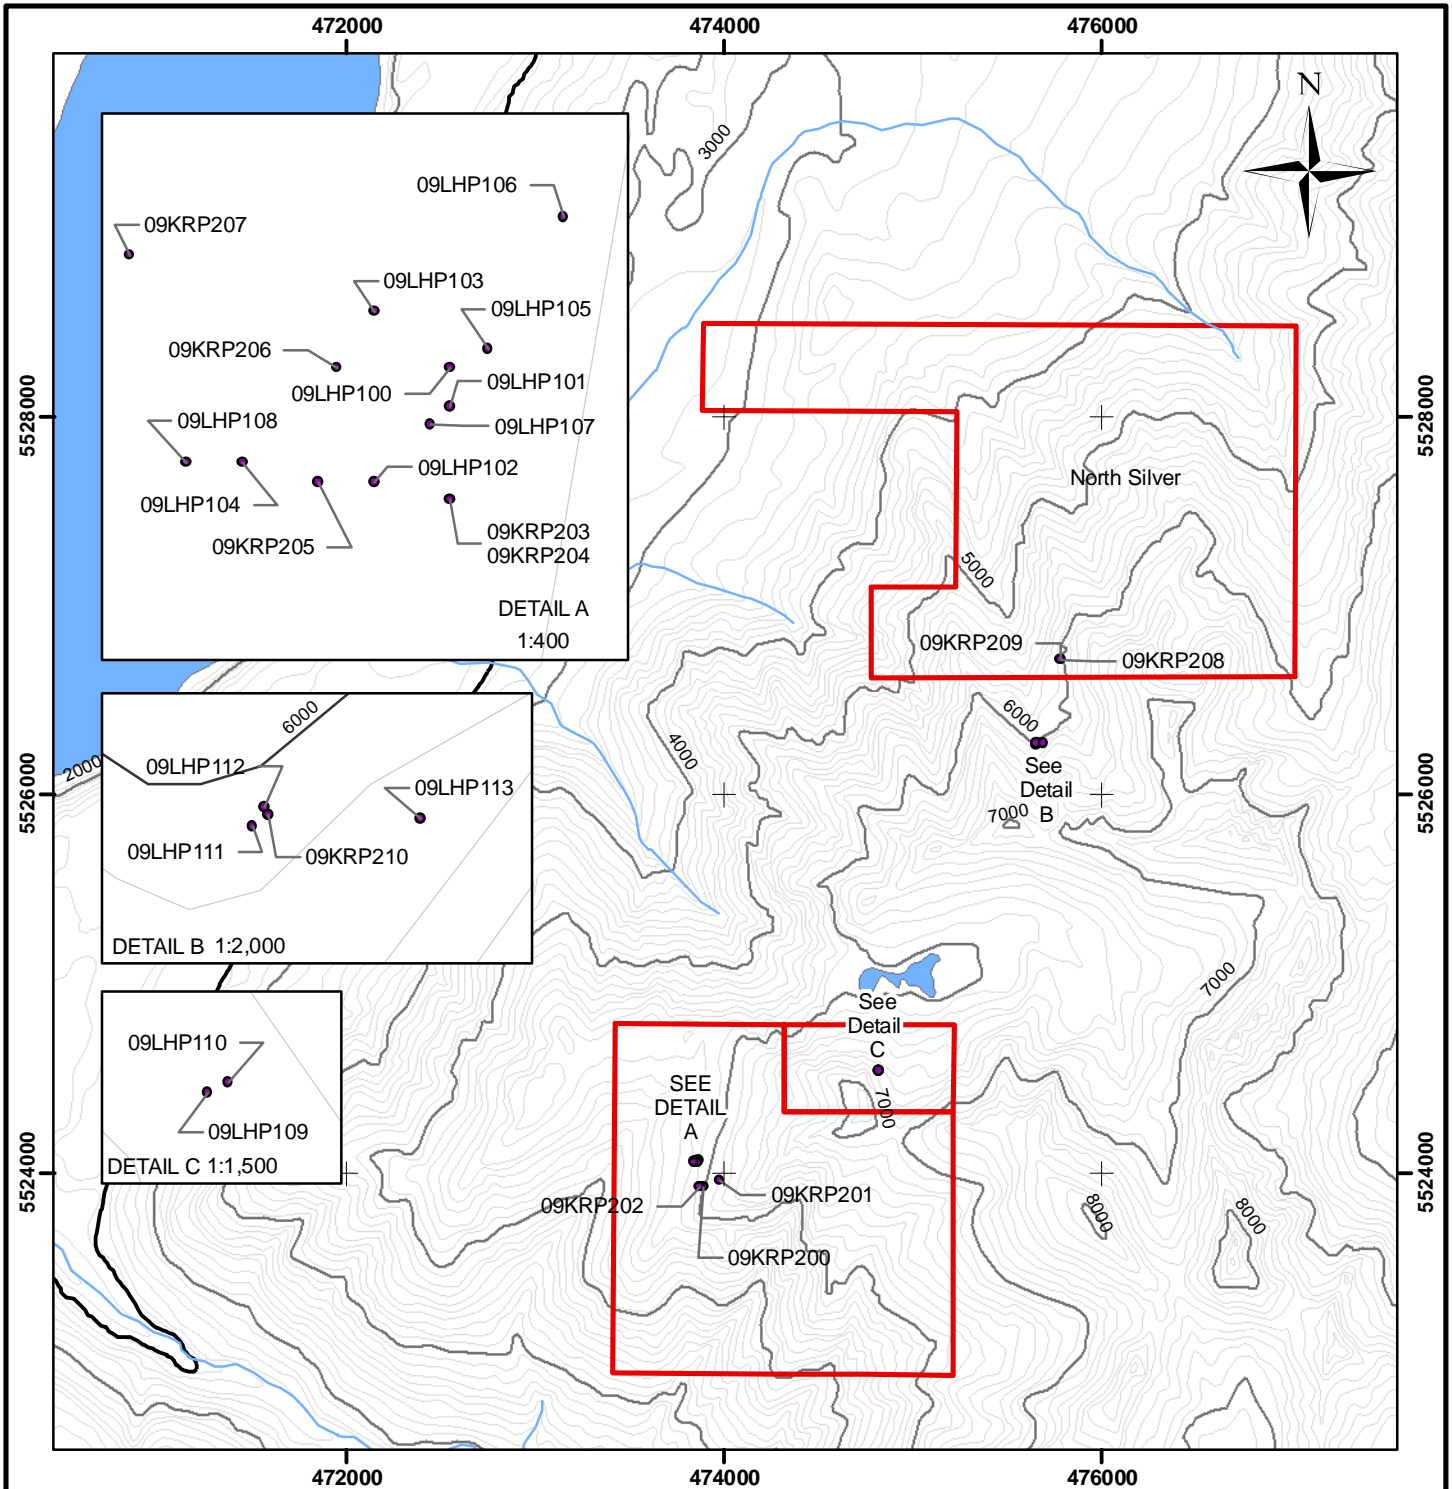 472000
474000
476000
N
3000
09LHP106
09KRP207
09LHP103
09LHP105
09KRP206
09LHP100
09LHP101
09LHP108
09LHP107
09LHP102
09LHP104
09KRP205
09KRP203
09KRP204
DETAIL A
1:400
5528000
5528000
North Silver
5000
09KRP209
09KRP208
6000
6000
09LHP112
2000
4000
09LHP113
See
Detail
B
7000
5526000
5526000
09LHP111
09KRP210
DETAIL B 1:2,000
7000
See
Detail
C
09LHP110
09LHP109
DETAIL C 1:1,500
SEE
DETAIL
A
7000
5524000
5524000
09KRP202
09KRP201
8000
8000
09KRP200
472000
474000
476000